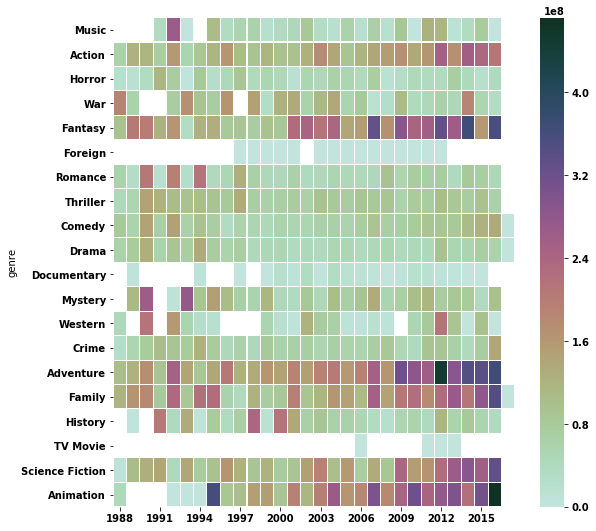 1e8
Music
Action
Horror
War
Fantasy
Foreign
Romance
Thriller
Comedy
Drama
Documentary
Mystery
Western
Crime
Adventure
Family
History
TV Movie
Science Fiction
Animation
genre
1988 1991 1994 1997 2000 2003 2006 2009 2012 2015
4.0
3.2
2.4
1.6
0.8
0.0